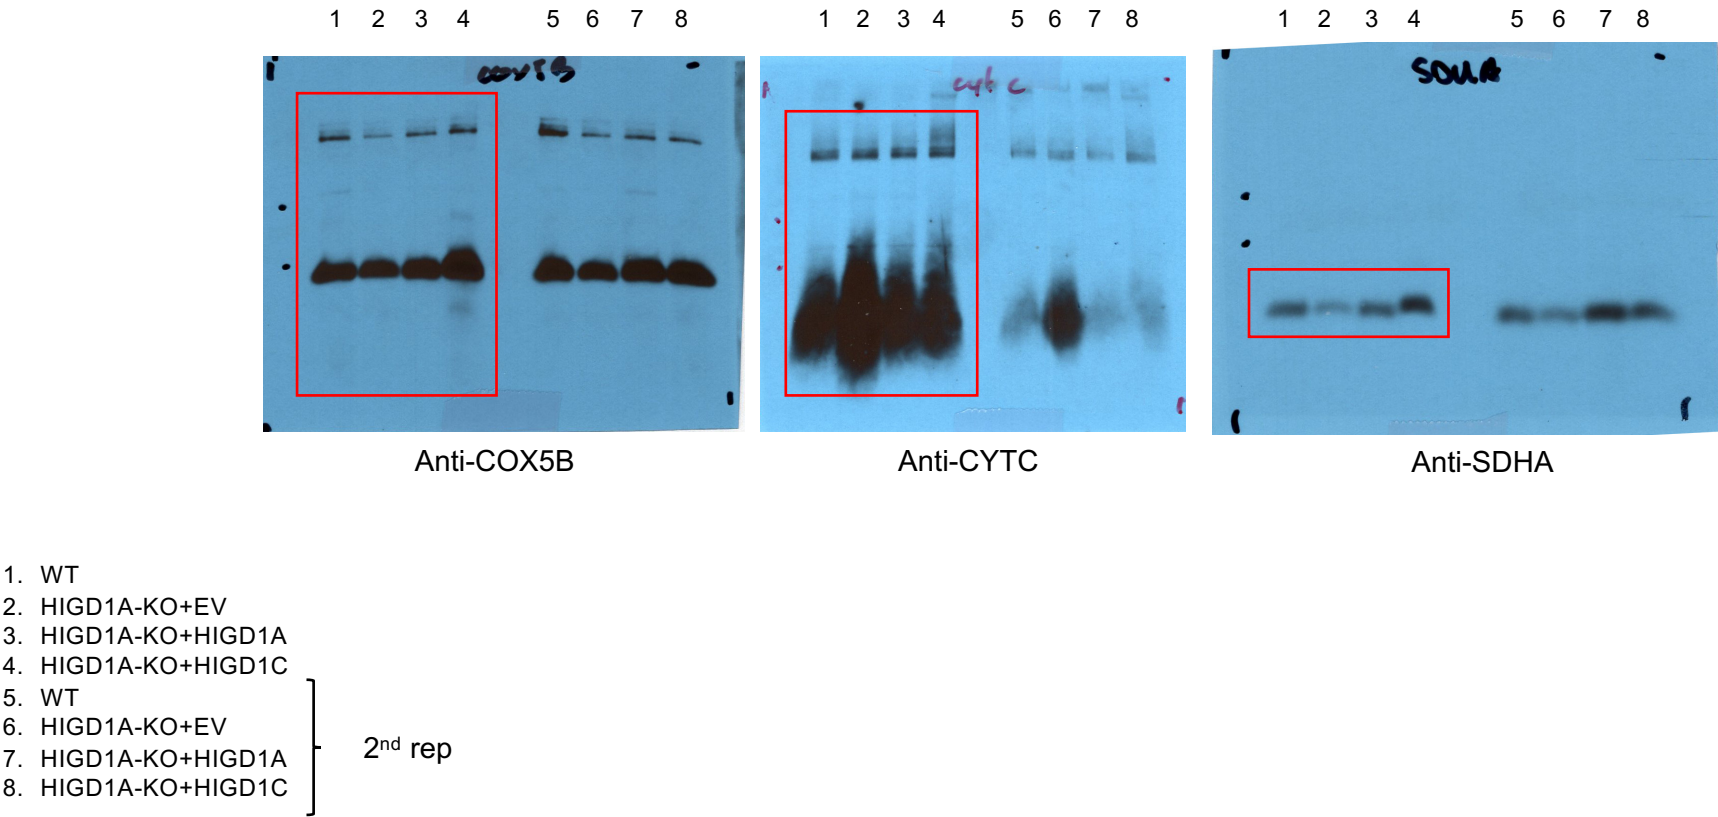 1 2 3 4 5 6 7 8
1 2 3 4 5 6 7 8
1 2 3 4 5 6 7 8
cox5B
cyt c
SDHA
Anti-COX5B
Anti-CYTC
Anti-SDHA
1. WT
2. HIGD1A-KO+EV
3. HIGD1A-KO+HIGD1A
4. HIGD1A-KO+HIGD1C
5. WT
6. HIGD1A-KO+EV
7. HIGD1A-KO+HIGD1A
8. HIGD1A-KO+HIGD1C
2nd rep